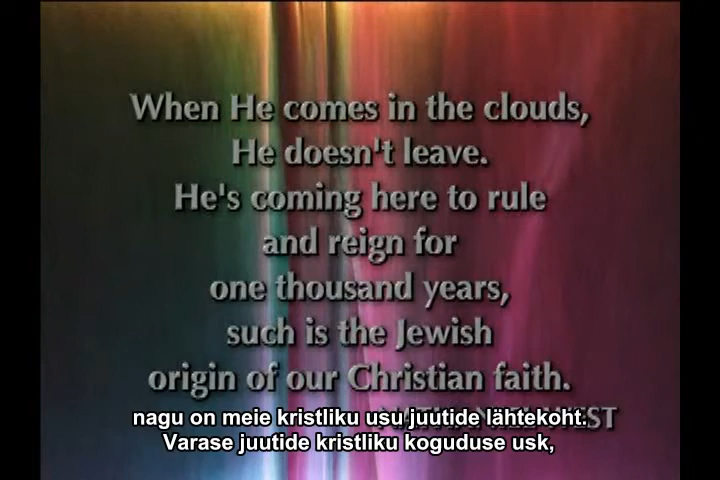 When He comes in the clouds,
He doesn't leave.
He's coming here to rule
and reign for
one thousand years,
such is the Jewish
origin of our Christian faith.
nagu on meie kristliku usu juutide lähtekoht.
Varase juutide kristliku koguduse usk,